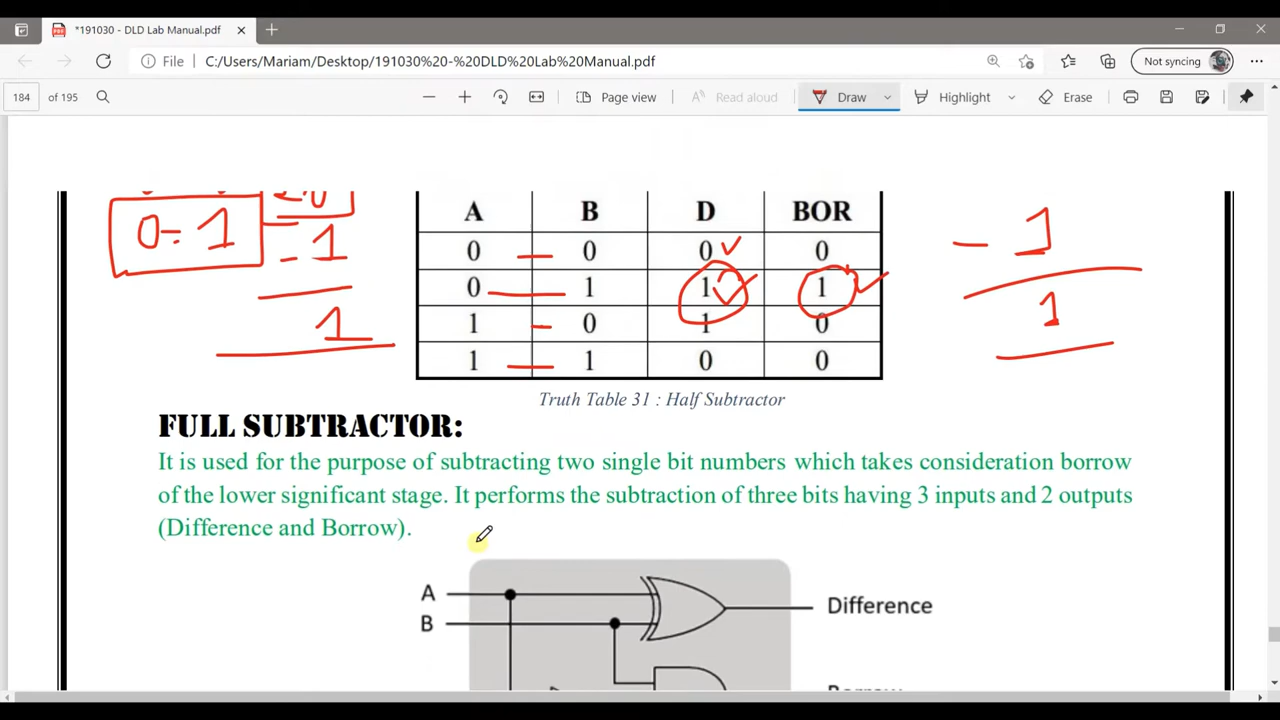 *191030 - DLD Lab Manual.pdf
File C:/Users/Mariam/Desktop/191030%20-%20DLD%20Lab%20Manual.pdf Not syncing
184 of 195 Page view Read aloud Draw Highlight Erase
A B D BOR
0 0 0 0
0 1 1 1
1 0 1 0
1 1 0 0
0-1
- 1
1
- 1
1
Truth Table 31 : Half Subtractor
FULL SUBTRACTOR:
It is used for the purpose of subtracting two single bit numbers which takes consideration borrow
of the lower significant stage. It performs the subtraction of three bits having 3 inputs and 2 outputs
(Difference and Borrow).
A
B
Difference